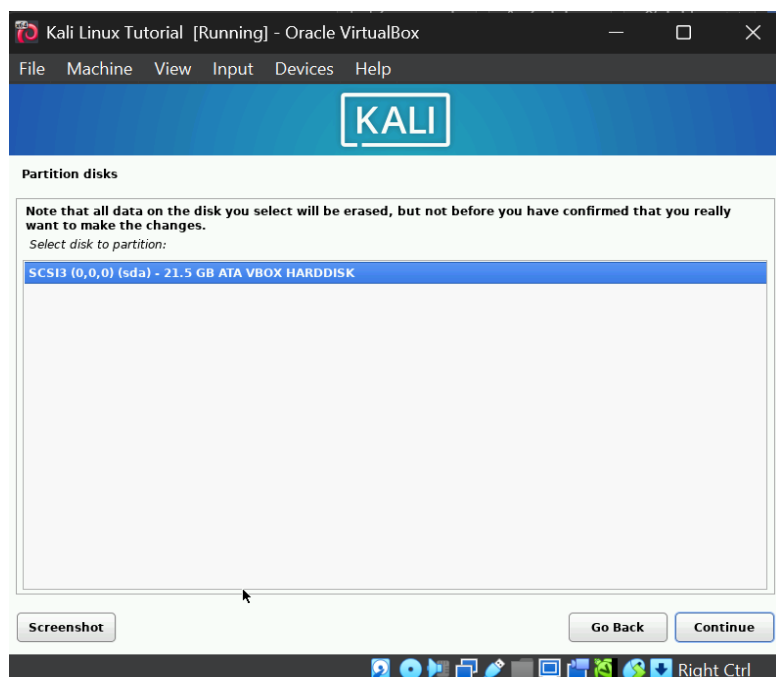 Kali Linux Tutorial [Running] - Oracle VirtualBox
File Machine View Input Devices Help
KALI
Partition disks
Note that all data on the disk you select will be erased, but not before you have confirmed that you really
want to make the changes.
Select disk to partition:
SCSI3 (0,0,0) (sda) - 21.5 GB ATA VBOX HARDDISK
Screenshot
Go Back
Continue
Right Ctrl